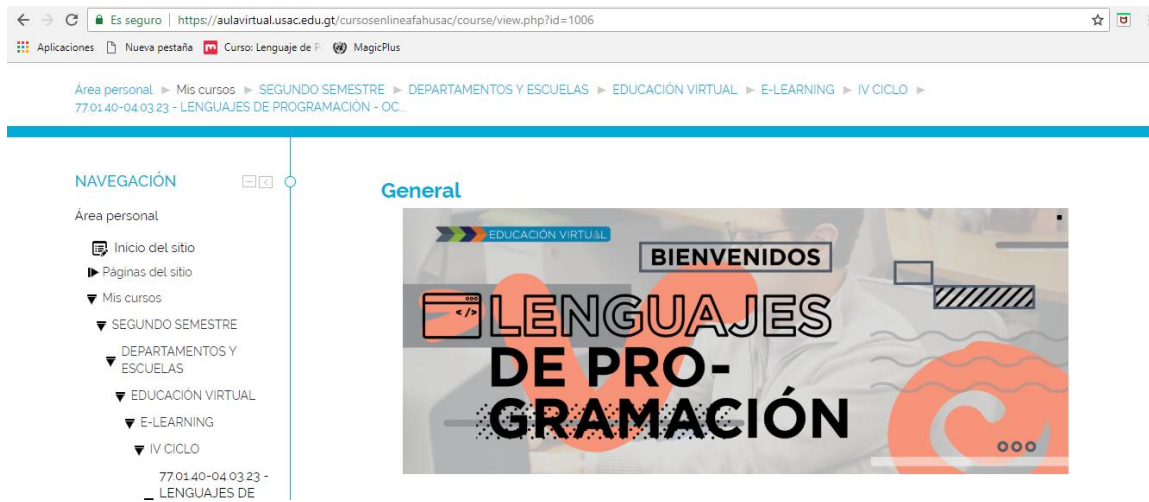 Es seguro | https://aulavirtual.usac.edu.gt/cursosenlineafahusac/course/view.php?id=1006
Aplicaciones Nueva pestaña Curso: Lenguaje de P MagicPlus
Área personal ► Mis cursos ► SEGUNDO SEMESTRE ► DEPARTAMENTOS Y ESCUELAS ► EDUCACIÓN VIRTUAL ► E-LEARNING ► IV CICLO ►
77.01.40-04.03.23 - LENGUAJES DE PROGRAMACIÓN - OC...
NAVEGACIÓN
Área personal
Inicio del sitio
Páginas del sitio
Mis cursos
SEGUNDO SEMESTRE
DEPARTAMENTOS Y
ESCUELAS
EDUCACIÓN VIRTUAL
E-LEARNING
IV CICLO
77.01.40-04.03.23 -
LENGUAJES DE
General
EDUCACIÓN VIRTUAL
BIENVENIDOS
</>
LENGUAJES
DE PRO-
GRAMACIÓN